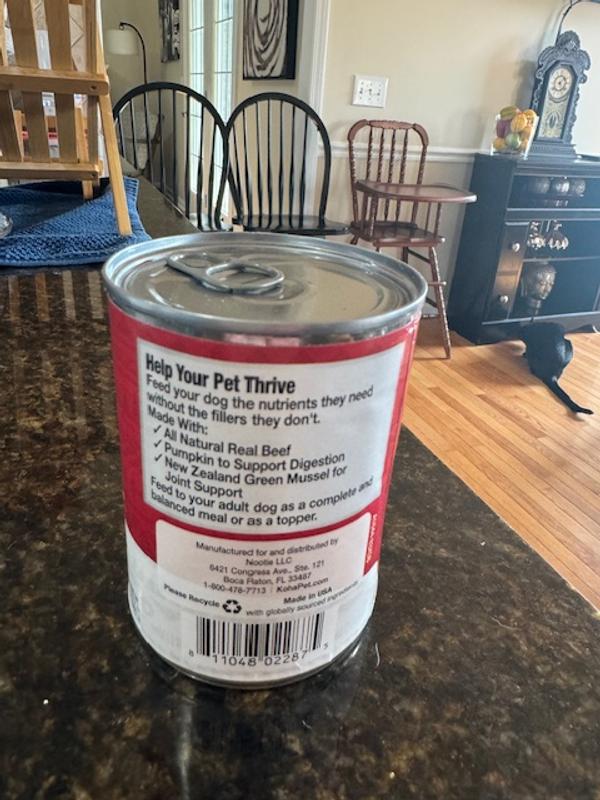 Help Your Pet Thrive
Feed your dog the nutrients they need
without the fillers they don't.
Made With:
✓ All Natural Real Beef
✓ Pumpkin to Support Digestion
✓ New Zealand Green Mussel for
Joint Support
Feed to your adult dog as a complete and
balanced meal or as a topper.
Manufactured for and distributed by
Nootie LLC
6421 Congress Ave., Ste. 121
Boca Raton, FL 33487
1-800-478-7713 | KohaPet.com
Please Recycle
Made in USA
with globally sourced ingredients
8 11048 02287 5